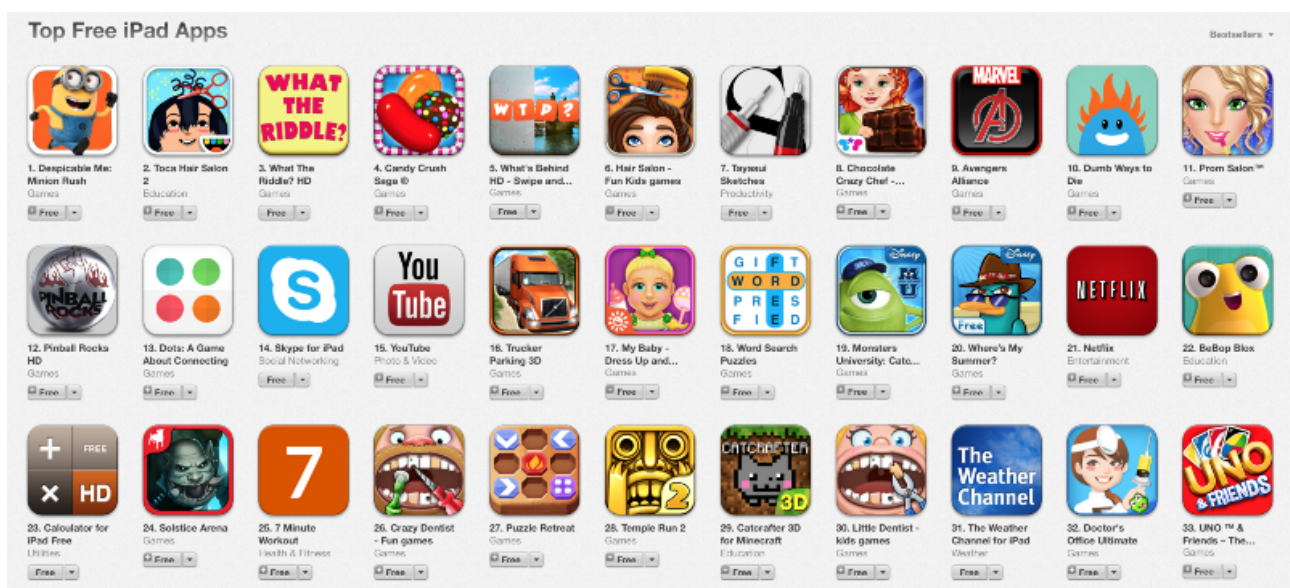 Top Free iPad Apps
Bestsellers
WHAT
THE
RIDDLE?
WTP?
MARVEL
1. Despicable Me:
Minion Rush
Games
Free
2. Toca Hair Salon
2
Education
Free
3. What The
Riddle? HD
Games
Free
4. Candy Crush
Saga ®
Games
Free
5. What's Behind
HD - Swipe and...
Games
Free
6. Hair Salon -
Fun Kids games
Games
Free
7. Tayasui
Sketches
Productivity
Free
8. Chocolate
Crazy Chef -...
Games
Free
9. Avengers
Alliance
Games
Free
10. Dumb Ways to
Die
Games
Free
11. Prom Salon™
Games
Free
PINBALL
ROCKS
S
You
Tube
GIFT
WORD
PRES
FIED
Disney
MU
Disney
Free
NETFLIX
12. Pinball Rocks
HD
Games
Free
13. Dots: A Game
About Connecting
Games
Free
14. Skype for iPad
Social Networking
Free
15. YouTube
Photo & Video
Free
16. Trucker
Parking 3D
Games
Free
17. My Baby -
Dress Up and...
Games
Free
18. Word Search
Puzzles
Games
Free
19. Monsters
University: Catc...
Games
Free
20. Where's My
Summer?
Games
Free
21. Netflix
Entertainment
Free
22. BeBop Blox
Education
Free
+ FREE
× HD
7
2
CATCRAFTER
3D
The
Weather
Channel
UNO
& FRIENDS
23. Calculator for
iPad Free
Utilities
Free
24. Solstice Arena
Games
Free
25. 7 Minute
Workout
Health & Fitness
Free
26. Crazy Dentist
- Fun games
Games
Free
27. Puzzle Retreat
Games
Free
28. Temple Run 2
Games
Free
29. Catcrafter 3D
for Minecraft
Education
Free
30. Little Dentist -
kids games
Games
Free
31. The Weather
Channel for iPad
Weather
Free
32. Doctor's
Office Ultimate
Games
Free
33. UNO ™ &
Friends – The...
Games
Free